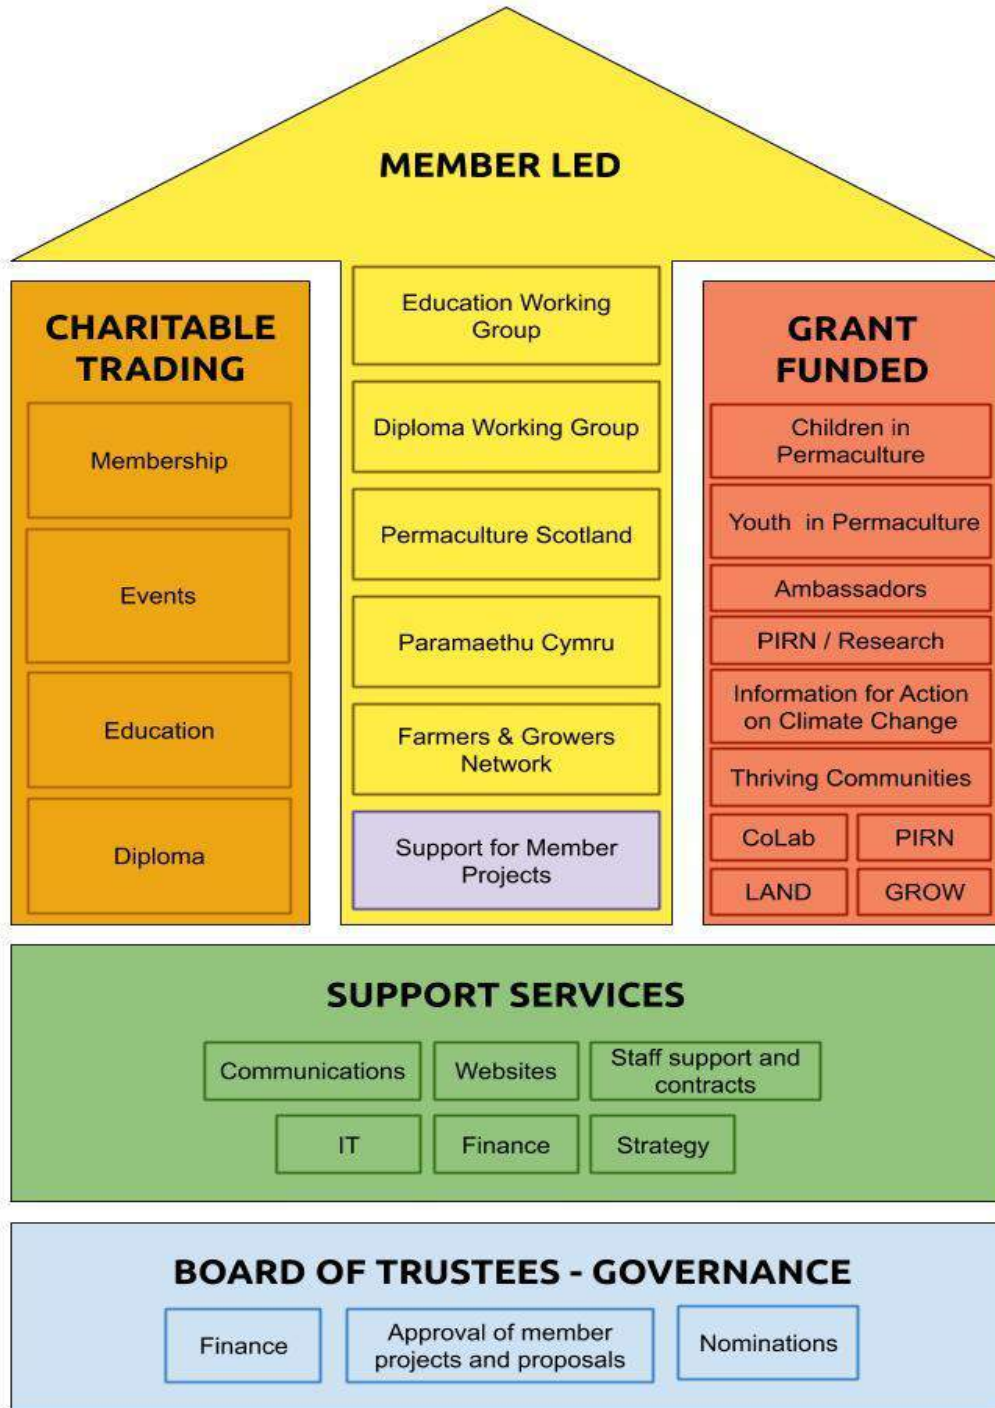 MEMBER LED
CHARITABLE
TRADING
Membership
Events
Education
Diploma
Education Working
Group
Diploma Working Group
Permaculture Scotland
Paramaethu Cymru
Farmers & Growers
Network
Support for Member
Projects
GRANT
FUNDED
Children in
Permaculture
Youth in Permaculture
Ambassadors
PIRN / Research
Information for Action
on Climate Change
Thriving Communities
CoLab
PIRN
LAND
GROW
SUPPORT SERVICES
Communications
Websites
Staff support and
contracts
IT
Finance
Strategy
BOARD OF TRUSTEES - GOVERNANCE
Finance
Approval of member
projects and proposals
Nominations